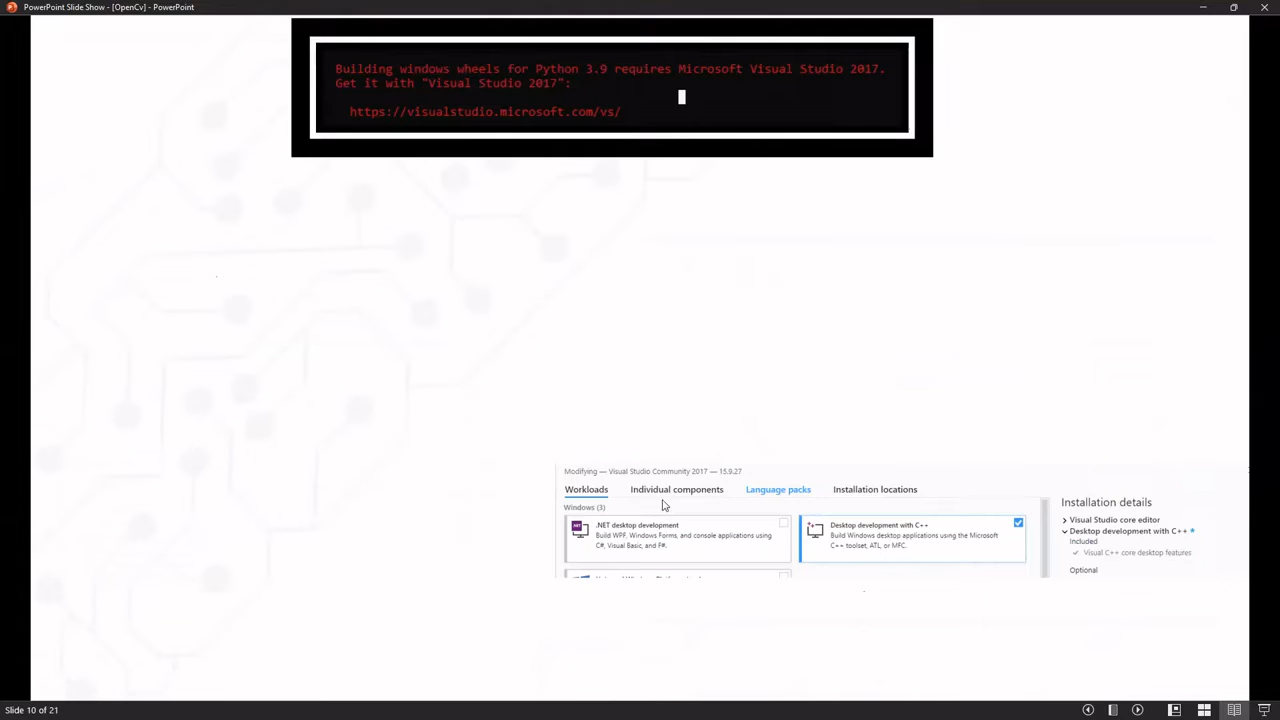 PowerPoint Slide Show - [OpenCv] - PowerPoint
Building windows wheels for Python 3.9 requires Microsoft Visual Studio 2017.
Get it with "Visual Studio 2017":
https://visualstudio.microsoft.com/vs/
Modifying — Visual Studio Community 2017 — 15.9.27
Workloads Individual components Language packs Installation locations
Windows (3)
.NET desktop development
Build WPF, Windows Forms, and console applications using
C#, Visual Basic, and F#.
Desktop development with C++
Build Windows desktop applications using the Microsoft
C++ toolset, ATL, or MFC.
Installation details
Visual Studio core editor
Desktop development with C++ *
Included
Visual C++ core desktop features
Optional
Slide 10 of 21